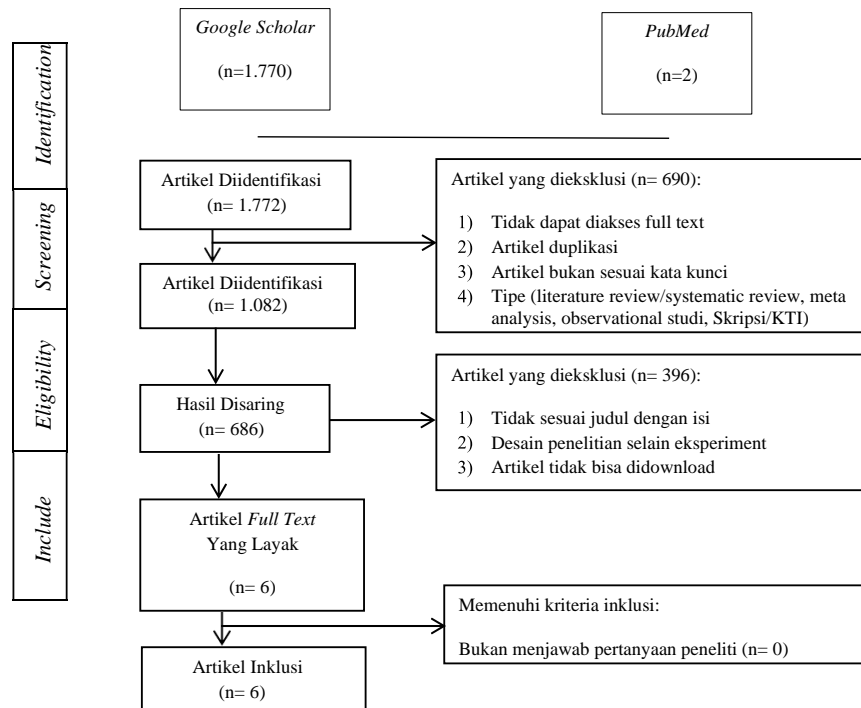 Google Scholar
(n=1.770)
PubMed
(n=2)
Identification
Artikel Diidentifikasi
(n= 1.772)
Artikel yang dieksklusi (n= 690):
1) Tidak dapat diakses full text
2) Artikel duplikasi
3) Artikel bukan sesuai kata kunci
4) Tipe (literature review/systematic review, meta
analysis, observational studi, Skripsi/KTI)
Screening
Artikel Diidentifikasi
(n= 1.082)
Eligibility
Hasil Disaring
(n= 686)
Artikel yang dieksklusi (n= 396):
1) Tidak sesuai judul dengan isi
2) Desain penelitian selain eksperiment
3) Artikel tidak bisa didownload
Include
Artikel Full Text
Yang Layak
(n= 6)
Memenuhi kriteria inklusi:
Bukan menjawab pertanyaan peneliti (n= 0)
Artikel Inklusi
(n= 6)